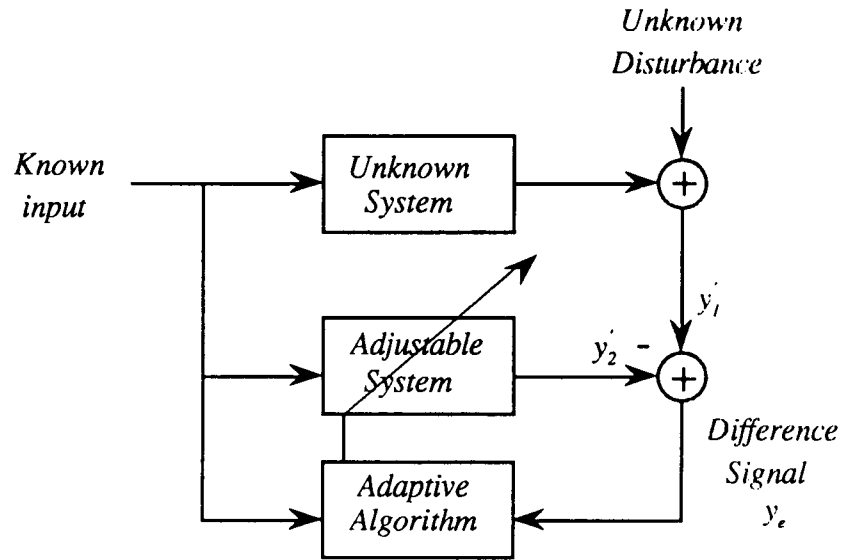 Unknown
Disturbance
Known
input
Unknown
System
+
y'₁
Adjustable
System
y'₂ -
+
Difference
Signal
yₑ
Adaptive
Algorithm